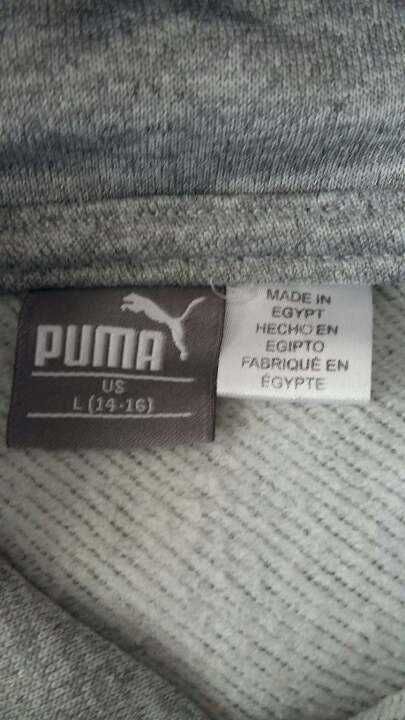 PUMA
US
L (14-16)
MADE IN
EGYPT
HECHO EN
EGIPTO
FABRIQUÉ EN
ÉGYPTE